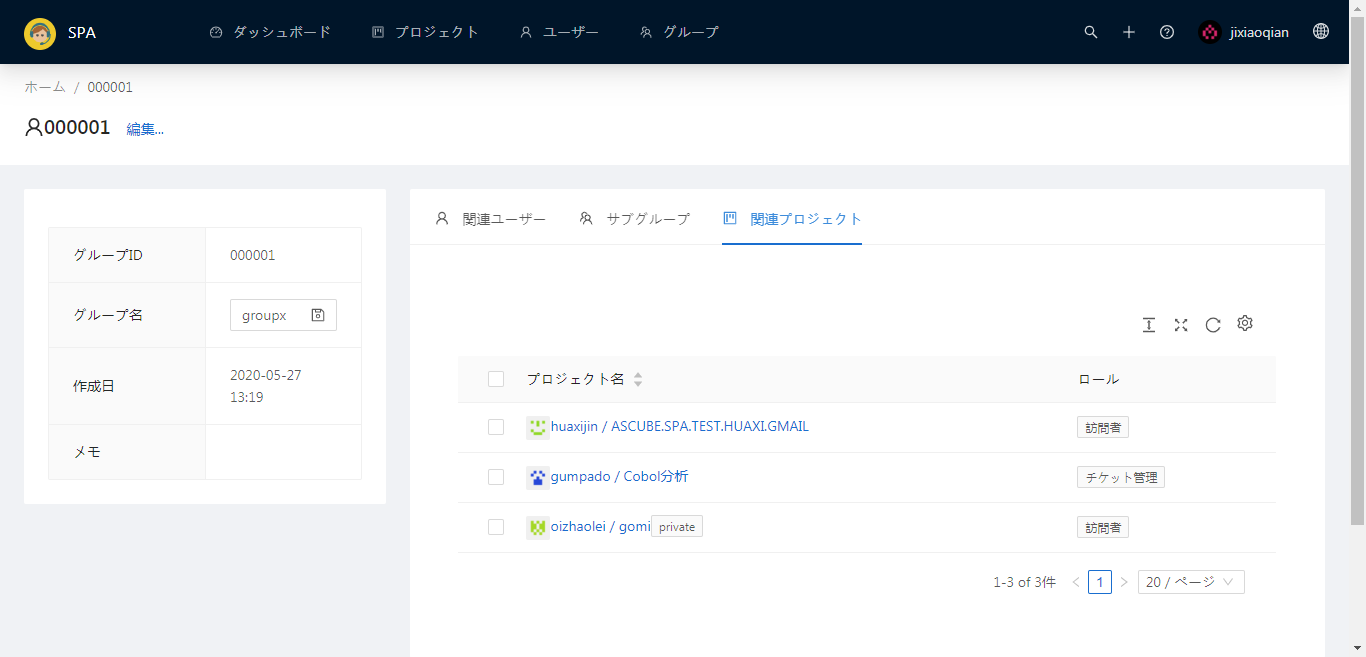 SPA ダッシュボード プロジェクト ユーザー グループ jixiaoqian
ホーム / 000001
000001 編集...
関連ユーザー サブグループ 関連プロジェクト
グループID 000001
グループ名 groupx
作成日 2020-05-27
13:19
メモ
プロジェクト名 ロール
huaxijin / ASCUBE.SPA.TEST.HUAXI.GMAIL 訪問者
gumpado / Cobol分析 チケット管理
oizhaolei / gomi private 訪問者
1-3 of 3件 < 1 > 20 / ページ